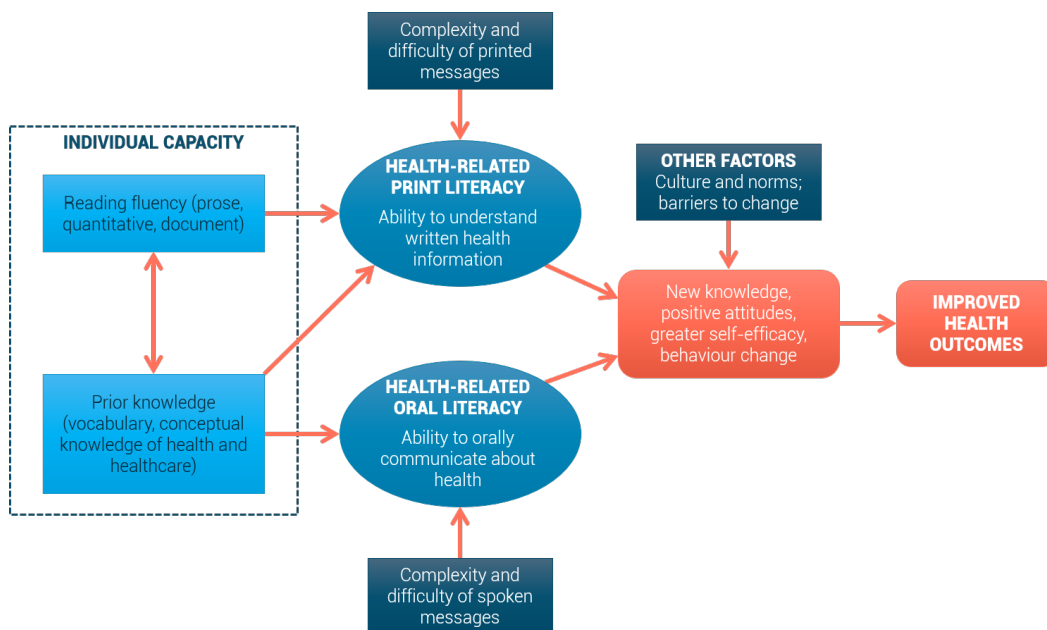 Complexity and
difficulty of printed
messages
INDIVIDUAL CAPACITY
Reading fluency (prose,
quantitative, document)
Prior knowledge
(vocabulary, conceptual
knowledge of health and
healthcare)
HEALTH-RELATED
PRINT LITERACY
Ability to understand
written health
information
HEALTH-RELATED
ORAL LITERACY
Ability to orally
communicate about
health
Complexity and
difficulty of spoken
messages
OTHER FACTORS
Culture and norms;
barriers to change
New knowledge,
positive attitudes,
greater self-efficacy,
behaviour change
IMPROVED
HEALTH
OUTCOMES